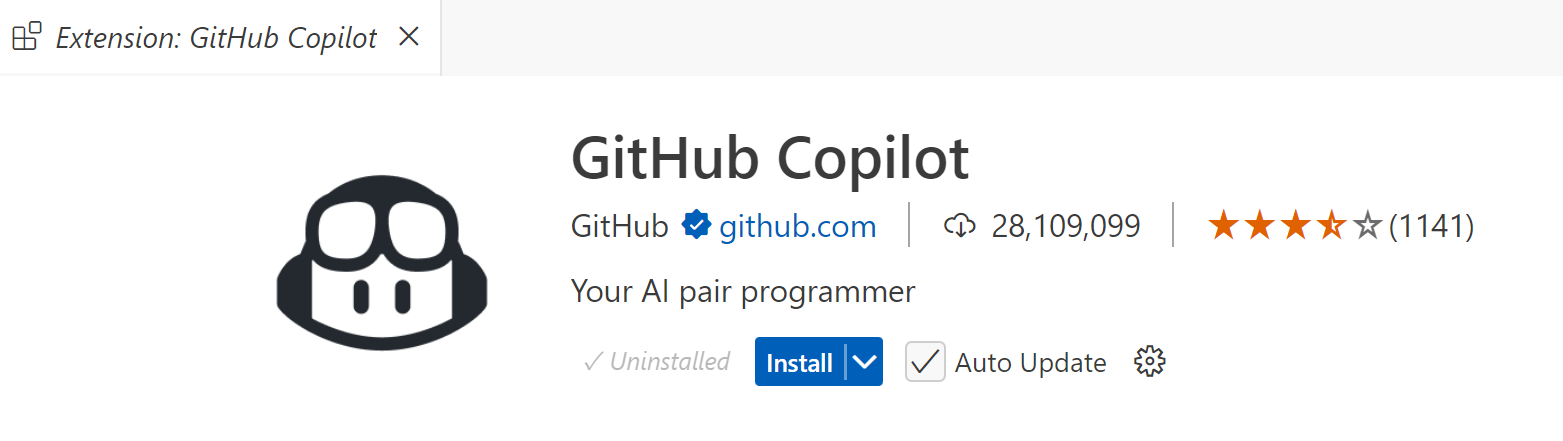 Extension: GitHub Copilot
GitHub Copilot
GitHub github.com 28,109,099 (1141)
Your AI pair programmer
Uninstalled Install Auto Update